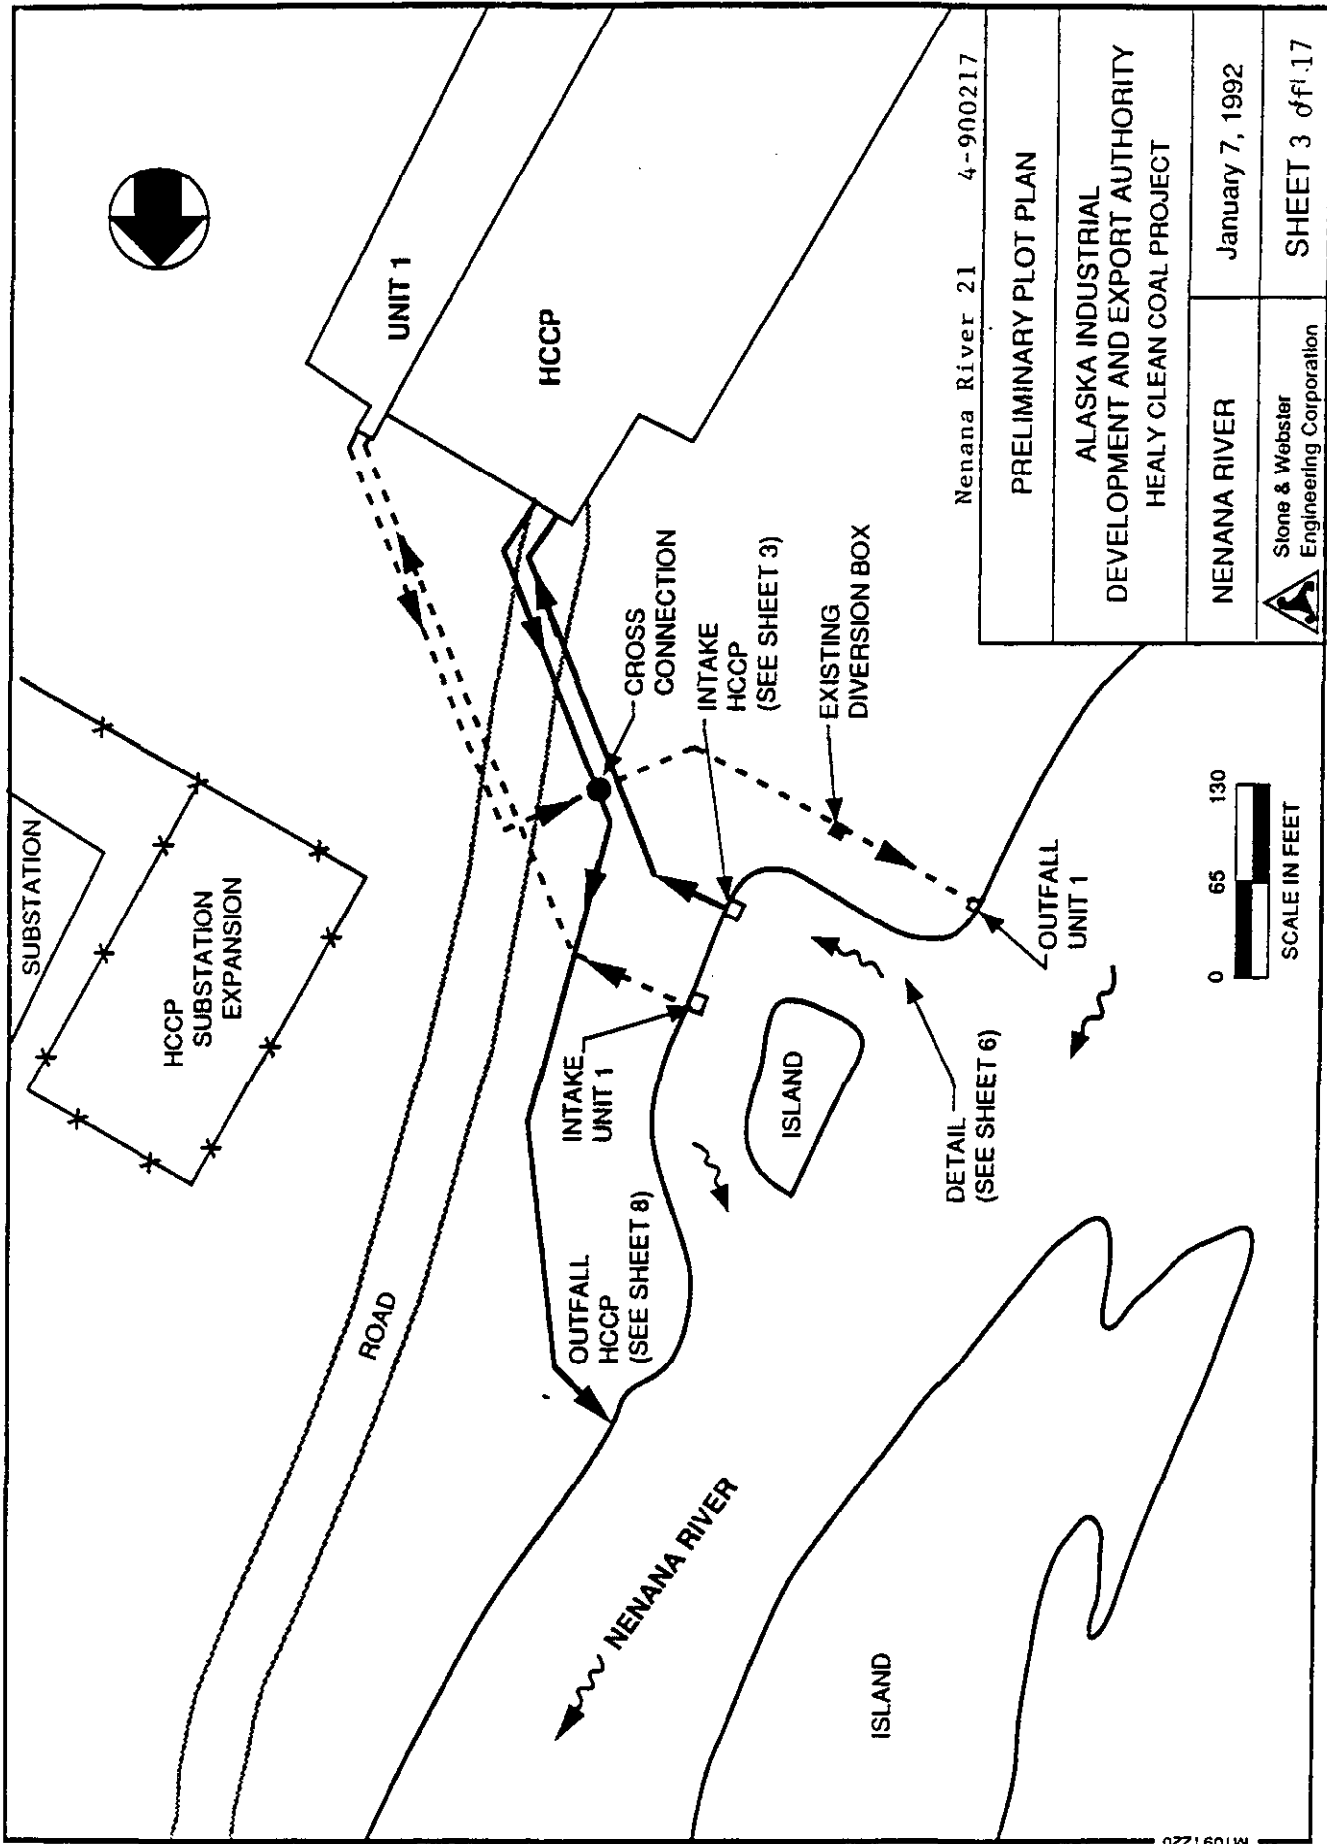 SUBSTATION
HCCP
SUBSTATION
EXPANSION
UNIT 1
HCCP
ROAD
CROSS
CONNECTION
INTAKE
HCCP
(SEE SHEET 3)
EXISTING
DIVERSION BOX
INTAKE
UNIT 1
OUTFALL
HCCP
(SEE SHEET 8)
OUTFALL
UNIT 1
ISLAND
DETAIL
(SEE SHEET 6)
NENANA RIVER
ISLAND
0 65 130
SCALE IN FEET
Nenana River 21 4-900217
PRELIMINARY PLOT PLAN
ALASKA INDUSTRIAL
DEVELOPMENT AND EXPORT AUTHORITY
HEALY CLEAN COAL PROJECT
NENANA RIVER
January 7, 1992
Stone & Webster
Engineering Corporation
SHEET 3 of 17